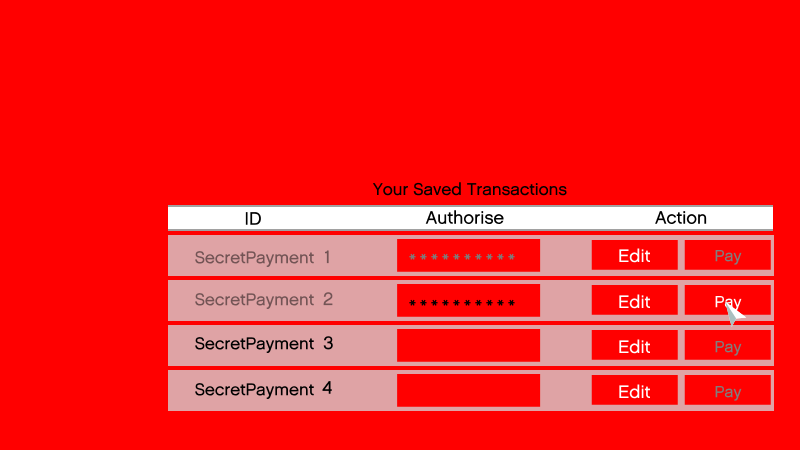 Your Saved Transactions
ID Authorise Action
SecretPayment 1 ********** Edit Pay
SecretPayment 2 ********** Edit Pay
SecretPayment 3 Edit Pay
SecretPayment 4 Edit Pay